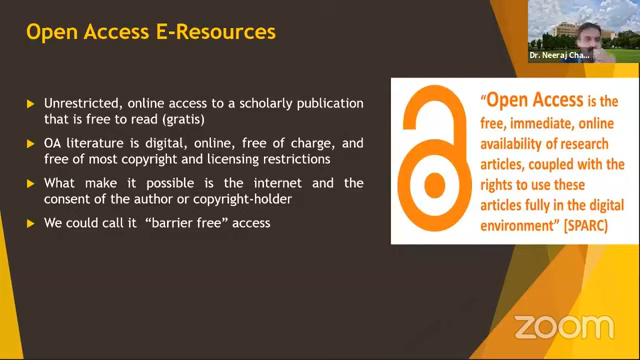 Open Access E-Resources
Dr. Neeraj Cha...
Unrestricted, online access to a scholarly publication
that is free to read (gratis)
OA literature is digital, online, free of charge, and
free of most copyright and licensing restrictions
What make it possible is the internet and the
consent of the author or copyright-holder
We could call it "barrier free" access
"Open Access is the
free, immediate, online
availability of research
articles, coupled with the
rights to use these
articles fully in the digital
environment" [SPARC)
zoom